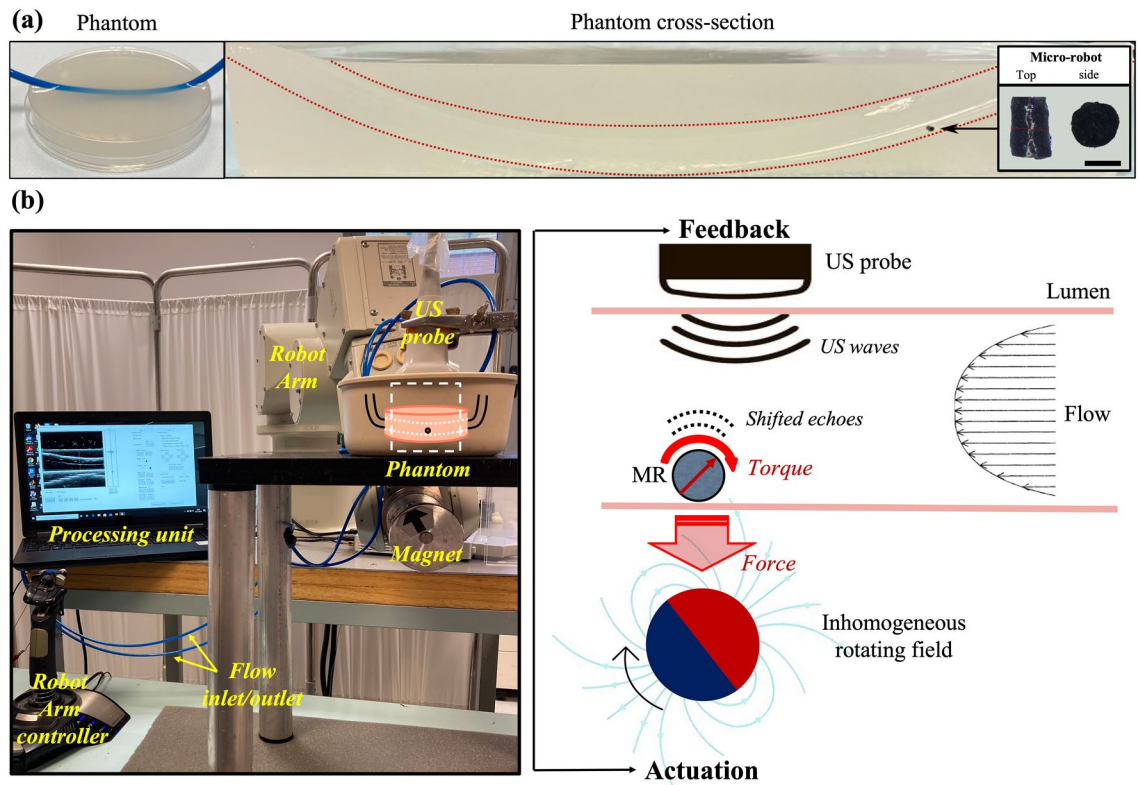 (a)
Phantom
Phantom cross-section
Micro-robot
Top
side
(b)
US
probe
Robot
Arm
Phantom
Processing unit
Magnet
Flow
inlet/outlet
Robot
Arm
controller
Feedback
US probe
Lumen
US waves
Flow
Shifted echoes
MR
Torque
Force
Inhomogeneous
rotating field
Actuation